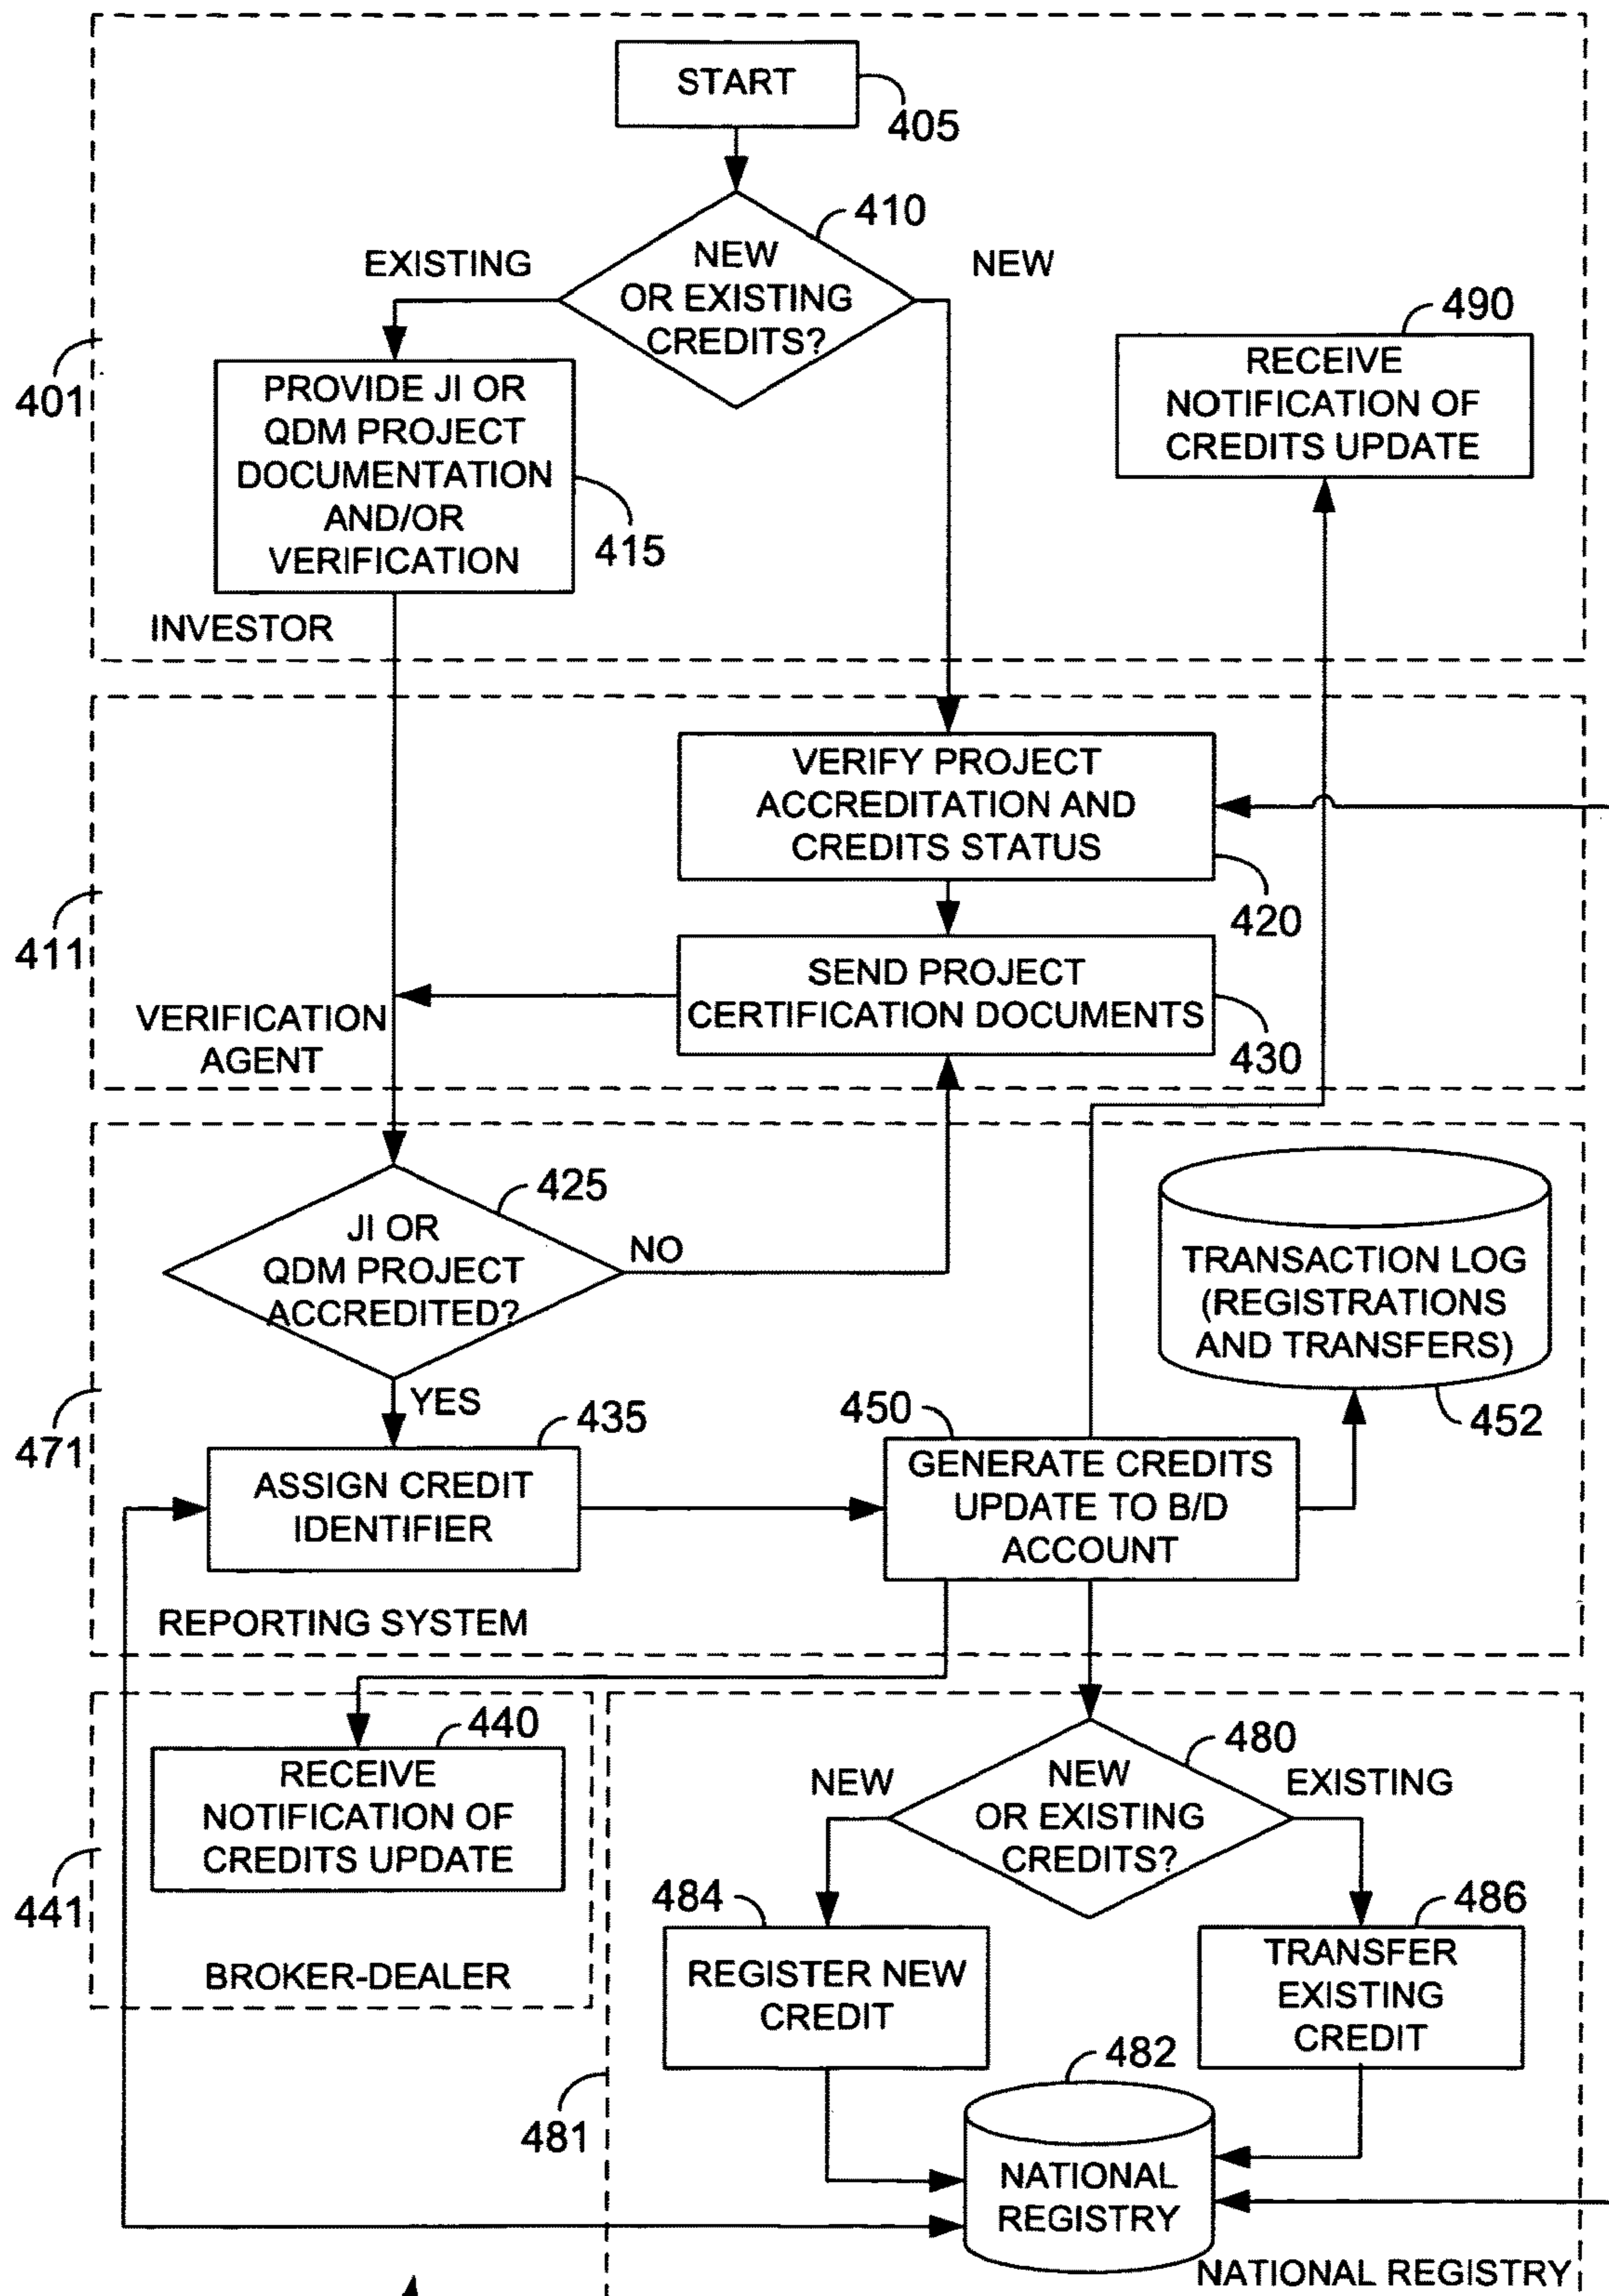 START
405
410
EXISTING
NEW
OR EXISTING
CREDITS?
NEW
490
RECEIVE
NOTIFICATION OF
CREDITS UPDATE
401
PROVIDE JI OR
QDM PROJECT
DOCUMENTATION
AND/OR
VERIFICATION
415
INVESTOR
VERIFY PROJECT
ACCREDITATION AND
CREDITS STATUS
420
411
SEND PROJECT
CERTIFICATION DOCUMENTS
430
VERIFICATION
AGENT
425
JI OR
QDM PROJECT
ACCREDITED?
NO
TRANSACTION LOG
(REGISTRATIONS
AND TRANSFERS)
452
YES
471
435
ASSIGN CREDIT
IDENTIFIER
450
GENERATE CREDITS
UPDATE TO B/D
ACCOUNT
REPORTING SYSTEM
440
RECEIVE
NOTIFICATION OF
CREDITS UPDATE
441
BROKER-DEALER
480
NEW
NEW
OR EXISTING
CREDITS?
EXISTING
484
REGISTER NEW
CREDIT
486
TRANSFER
EXISTING
CREDIT
481
482
NATIONAL
REGISTRY
NATIONAL REGISTRY